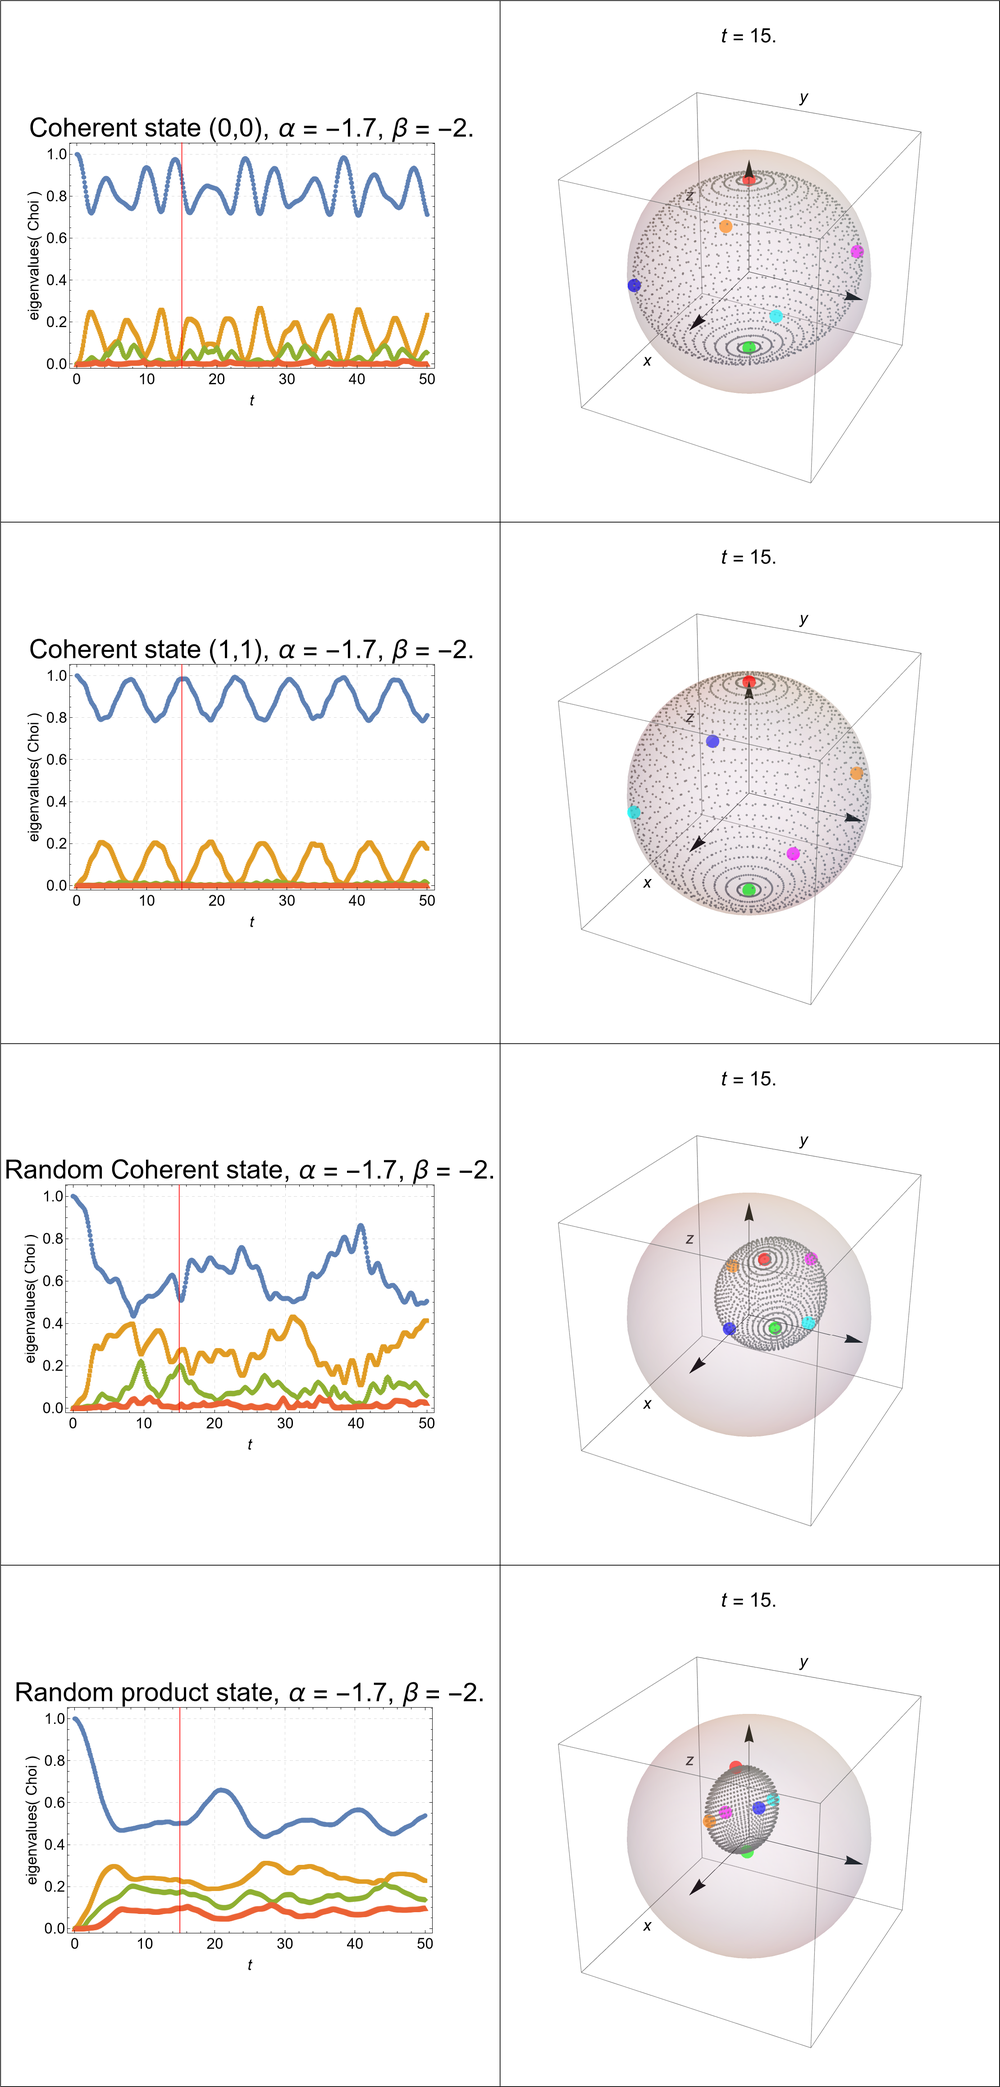 t = 15.
y
Coherent state (0,0), α = −1.7, β = −2.
1.0
0.8
0.6
0.4
0.2
0.0
eigenvalues( Choi )
0 10 20 30 40 50
t
z
x
t = 15.
y
Coherent state (1,1), α = −1.7, β = −2.
1.0
0.8
0.6
0.4
0.2
0.0
eigenvalues( Choi )
0 10 20 30 40 50
t
z
x
t = 15.
y
Random Coherent state, α = −1.7, β = −2.
1.0
0.8
0.6
0.4
0.2
0.0
eigenvalues( Choi )
0 10 20 30 40 50
t
z
x
t = 15.
y
Random product state, α = −1.7, β = −2.
1.0
0.8
0.6
0.4
0.2
0.0
eigenvalues( Choi )
0 10 20 30 40 50
t
z
x